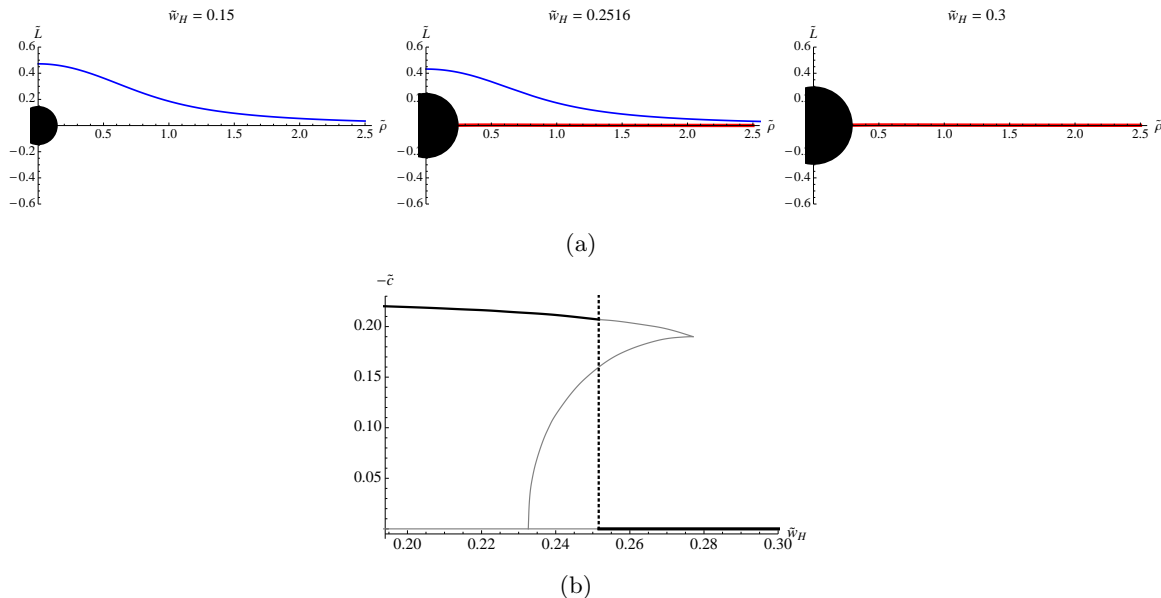 w̃_H = 0.15
w̃_H = 0.2516
w̃_H = 0.3
L̃
L̃
L̃
0.6
0.6
0.6
0.4
0.4
0.4
0.2
0.2
0.2
0.5 1.0 1.5 2.0 2.5 ρ̃
0.5 1.0 1.5 2.0 2.5 ρ̃
0.5 1.0 1.5 2.0 2.5 ρ̃
−0.2
−0.2
−0.2
−0.4
−0.4
−0.4
−0.6
−0.6
−0.6
(a)
−c̃
0.20
0.15
0.10
0.05
0.20 0.22 0.24 0.26 0.28 0.30 w̃_H
(b)